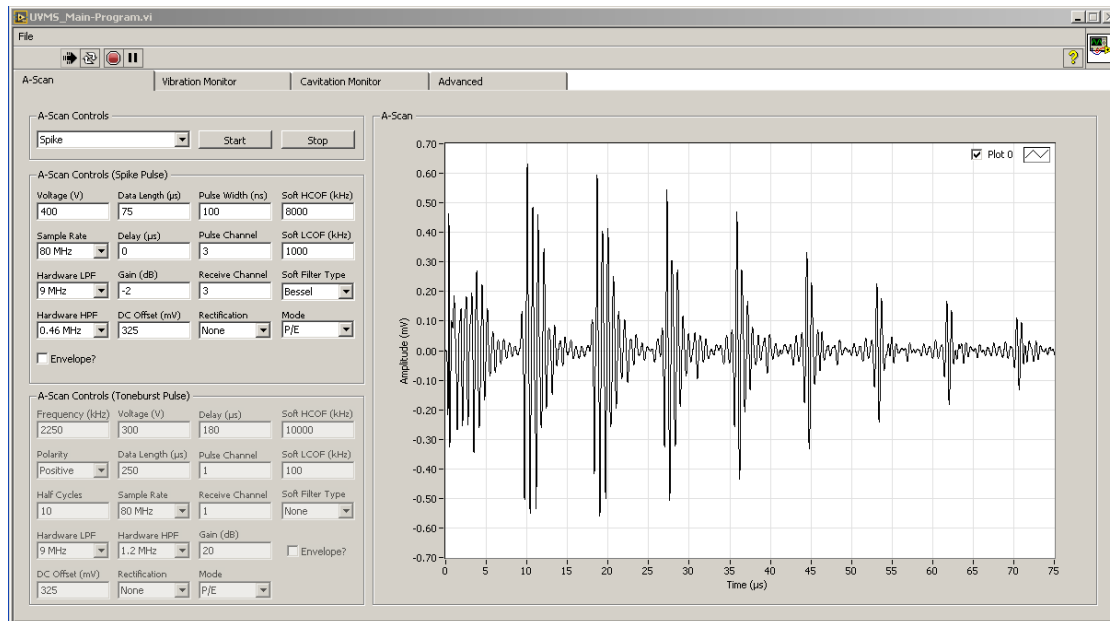 UVMS_Main-Program.vi
File
A-Scan Vibration Monitor Cavitation Monitor Advanced
A-Scan Controls
Spike Start Stop
A-Scan Controls (Spike Pulse)
Voltage (V) Data Length (µs) Pulse Width (ns) Soft HCOF (kHz)
400 75 100 8000
Sample Rate Delay (µs) Pulse Channel Soft LCOF (kHz)
80 MHz 0 3 1000
Hardware LPF Gain (dB) Receive Channel Soft Filter Type
9 MHz -2 3 Bessel
Hardware HPF DC Offset (mV) Rectification Mode
0.46 MHz 325 None P/E
Envelope?
A-Scan Controls (Toneburst Pulse)
Frequency (kHz) Voltage (V) Delay (µs) Soft HCOF (kHz)
2250 300 180 10000
Polarity Data Length (µs) Pulse Channel Soft LCOF (kHz)
Positive 250 1 100
Half Cycles Sample Rate Receive Channel Soft Filter Type
10 80 MHz 1 None
Hardware LPF Hardware HPF Gain (dB)
9 MHz 1.2 MHz 20 Envelope?
DC Offset (mV) Rectification Mode
325 None P/E
A-Scan
Plot 0
0.70
0.60
0.50
0.40
0.30
0.20
0.10
0.00
-0.10
-0.20
-0.30
-0.40
-0.50
-0.60
-0.70
Amplitude (mV)
0 5 10 15 20 25 30 35 40 45 50 55 60 65 70 75
Time (µs)